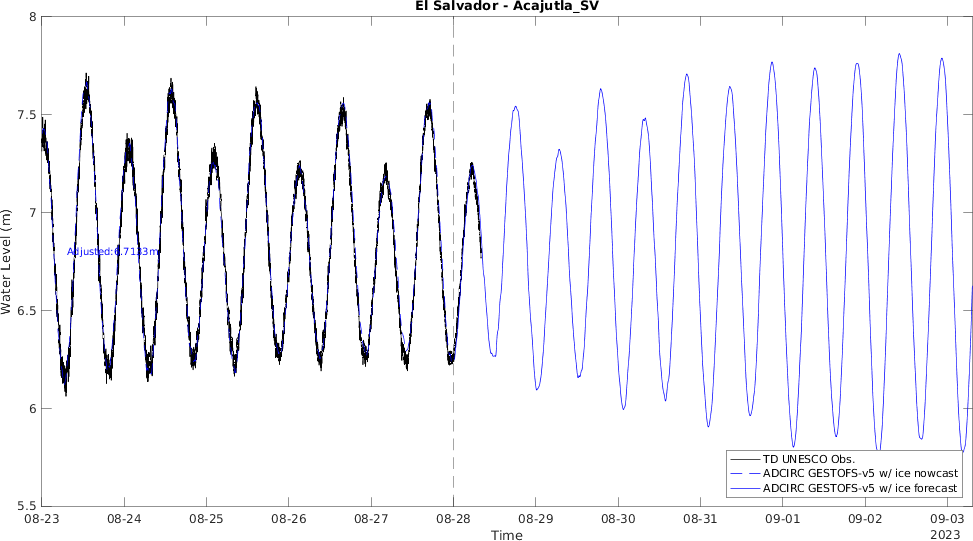 El Salvador - Acajutla_SV
Water Level (m)
8
7.5
7
6.5
6
5.5
Adjusted:6.7133m
TD UNESCO Obs.
ADCIRC GESTOFS-v5 w/ ice nowcast
ADCIRC GESTOFS-v5 w/ ice forecast
08-23 08-24 08-25 08-26 08-27 08-28 08-29 08-30 08-31 09-01 09-02 09-03
2023
Time